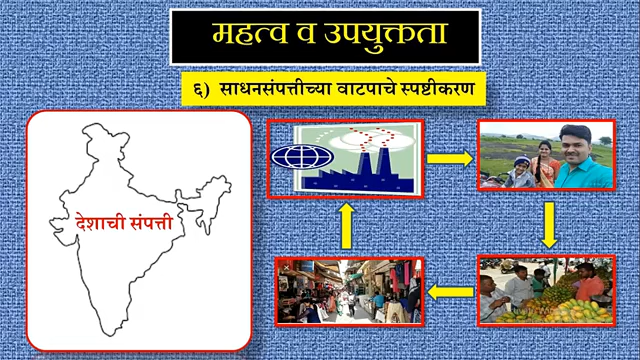 महत्व व उपयुक्तता
६) साधनसंपत्तीच्या वाटपाचे स्पष्टीकरण
देशाची संपत्ती